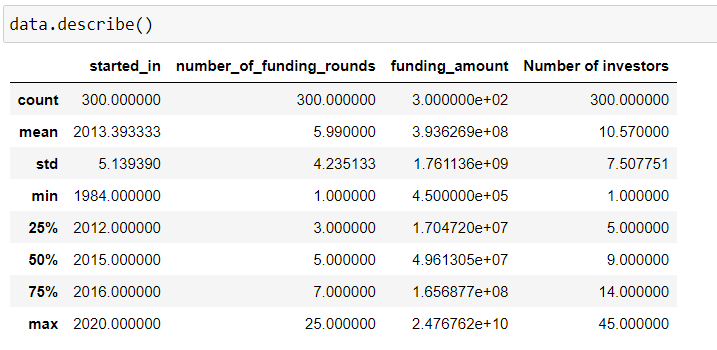 data.describe()
started_in number_of_funding_rounds funding_amount Number of investors
count 300.000000 300.000000 3.000000e+02 300.000000
mean 2013.393333 5.990000 3.936269e+08 10.570000
std 5.139390 4.235133 1.761136e+09 7.507751
min 1984.000000 1.000000 4.500000e+05 1.000000
25% 2012.000000 3.000000 1.704720e+07 5.000000
50% 2015.000000 5.000000 4.961305e+07 9.000000
75% 2016.000000 7.000000 1.656877e+08 14.000000
max 2020.000000 25.000000 2.476762e+10 45.000000